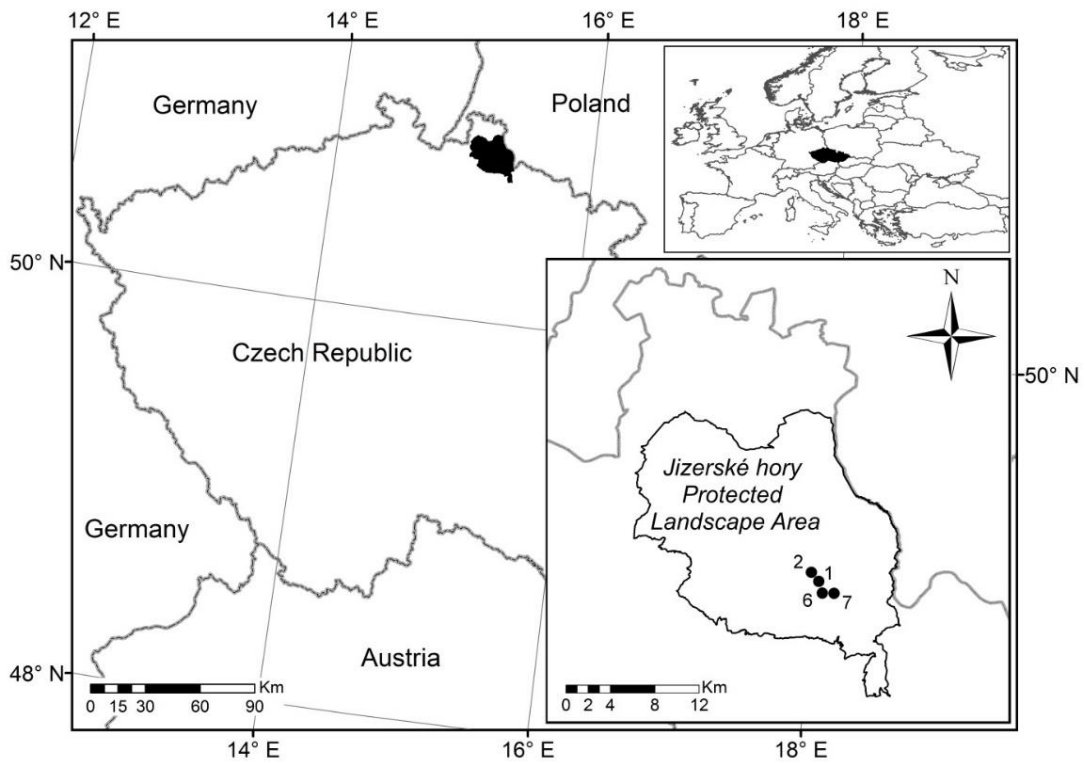 12° E
14° E
16° E
18° E
Germany
Poland
50° N
Czech Republic
N
50° N
Jizerské hory
Protected
Landscape Area
Germany
2
1
6
7
Austria
48° N
Km
0 15 30 60 90
Km
0 2 4 8 12
14° E
16° E
18° E